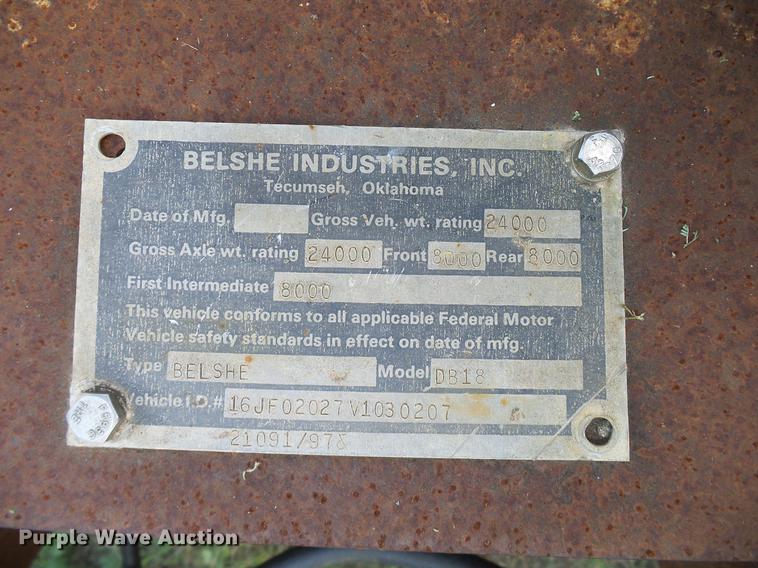 BELSHE INDUSTRIES, INC.
Tecumseh, Oklahoma
Date of Mfg. Gross Veh. wt. rating 24000
Gross Axle wt. rating 24000 Front 8000 Rear 8000
First Intermediate 8000
This vehicle conforms to all applicable Federal Motor
Vehicle safety standards in effect on date of mfg.
Type BELSHE Model DB18
Vehicle I.D.# 16JF02027V1030207
Purple Wave Auction